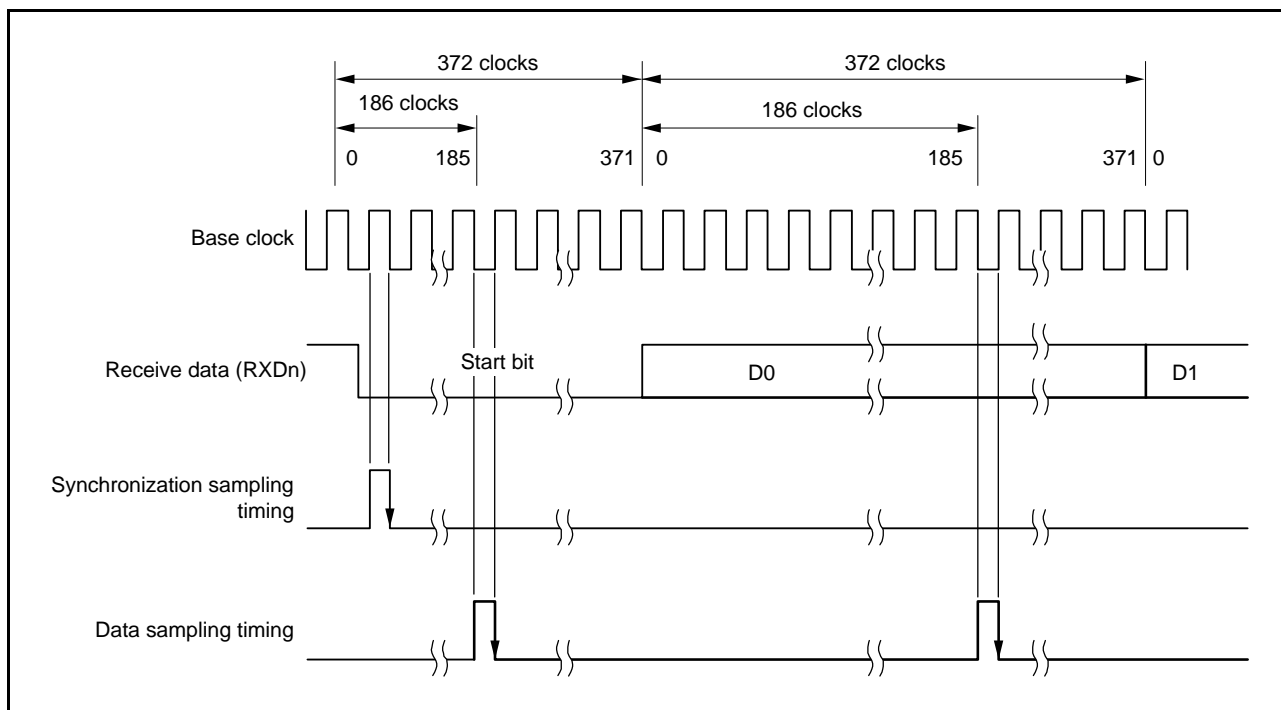 372 clocks 372 clocks
186 clocks 186 clocks
0 185 371 0 185 371 0
Base clock
Receive data (RXDn) Start bit D0 D1
Synchronization sampling
timing
Data sampling timing